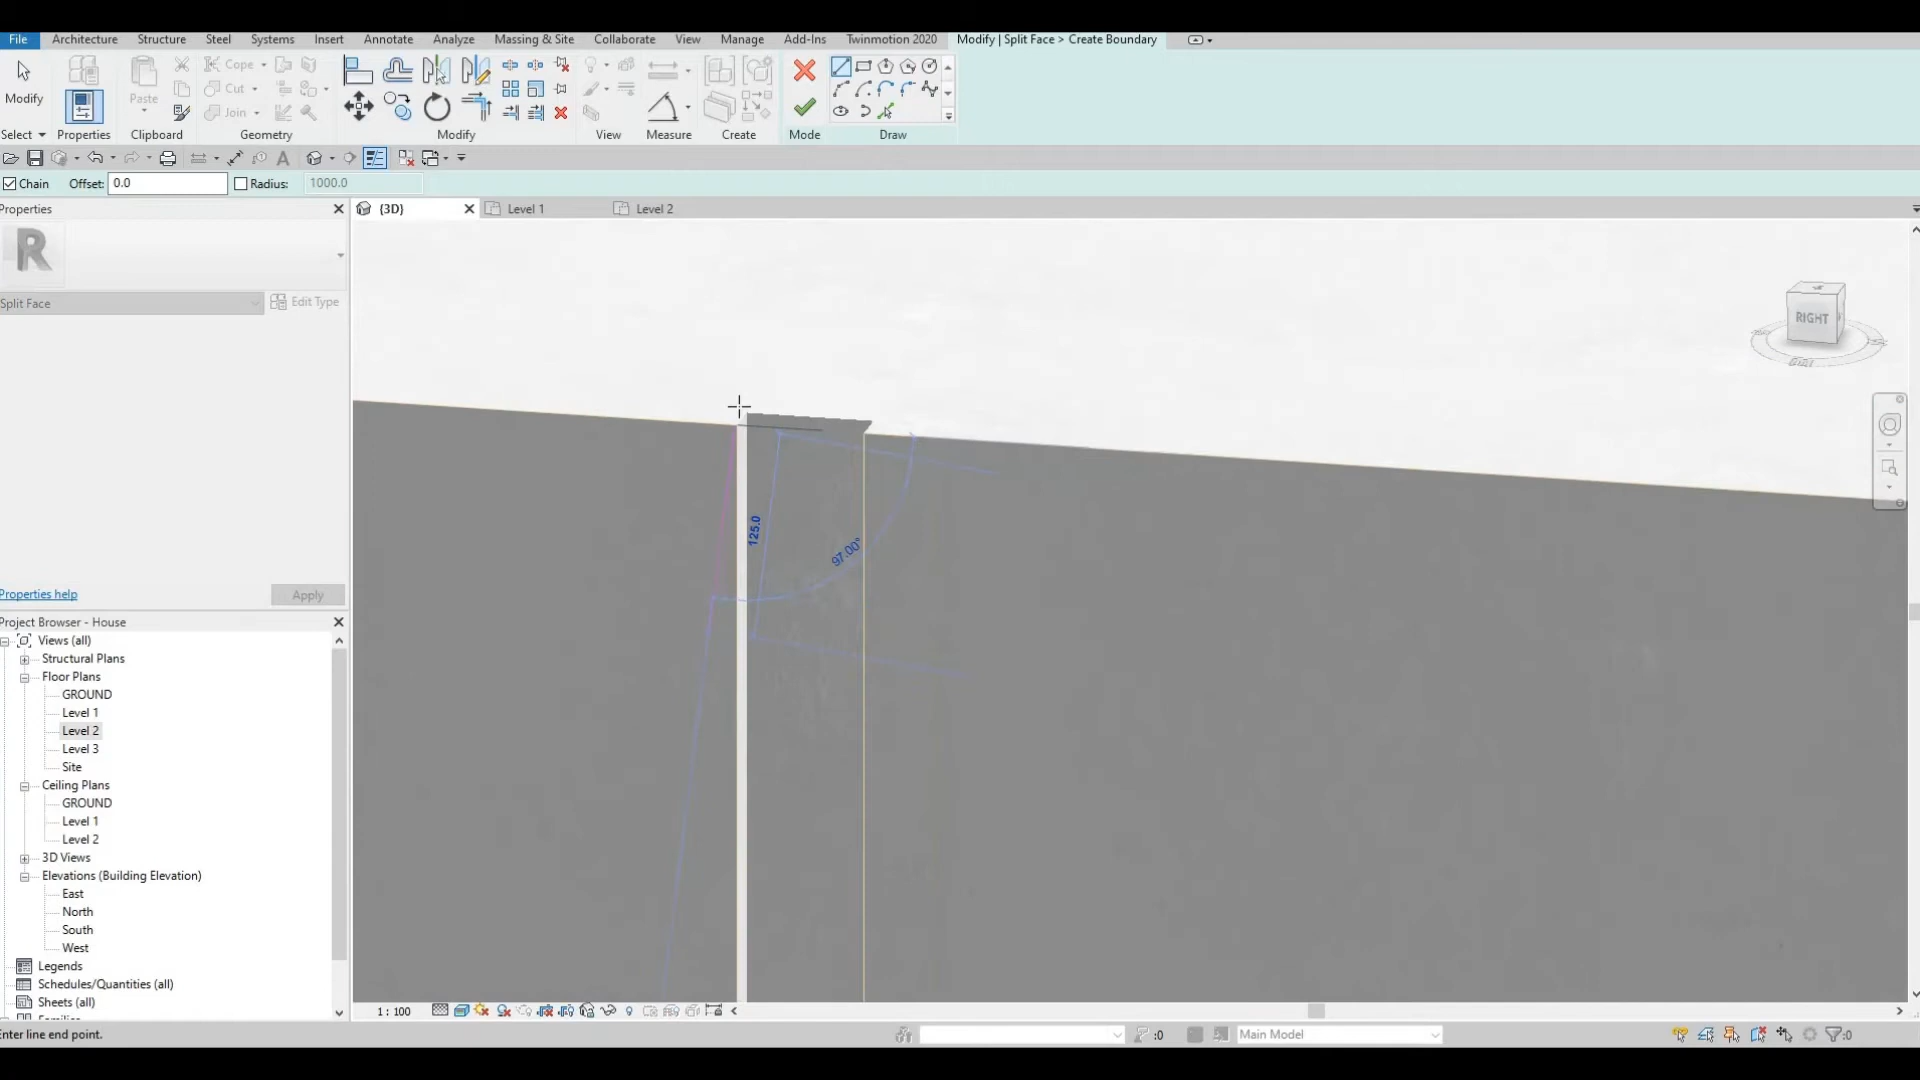 File Architecture Structure Steel Systems Insert Annotate Analyze Massing & Site Collaborate View Manage Add-Ins Twinmotion 2020 Modify | Split Face > Create Boundary
Modify Paste Cope Cut Join
Select Properties Clipboard Geometry Modify View Measure Create Mode Draw
Chain Offset: 0.0 Radius: 1000.0
Properties {3D} Level 1 Level 2
R
Split Face Edit Type
RIGHT
125.0
97.00°
Properties help Apply
Project Browser - House
Views (all)
Structural Plans
Floor Plans
GROUND
Level 1
Level 2
Level 3
Site
Ceiling Plans
GROUND
Level 1
Level 2
3D Views
Elevations (Building Elevation)
East
North
South
West
Legends
Schedules/Quantities (all)
Sheets (all)
1 : 100
Enter line end point. :0 Main Model :0